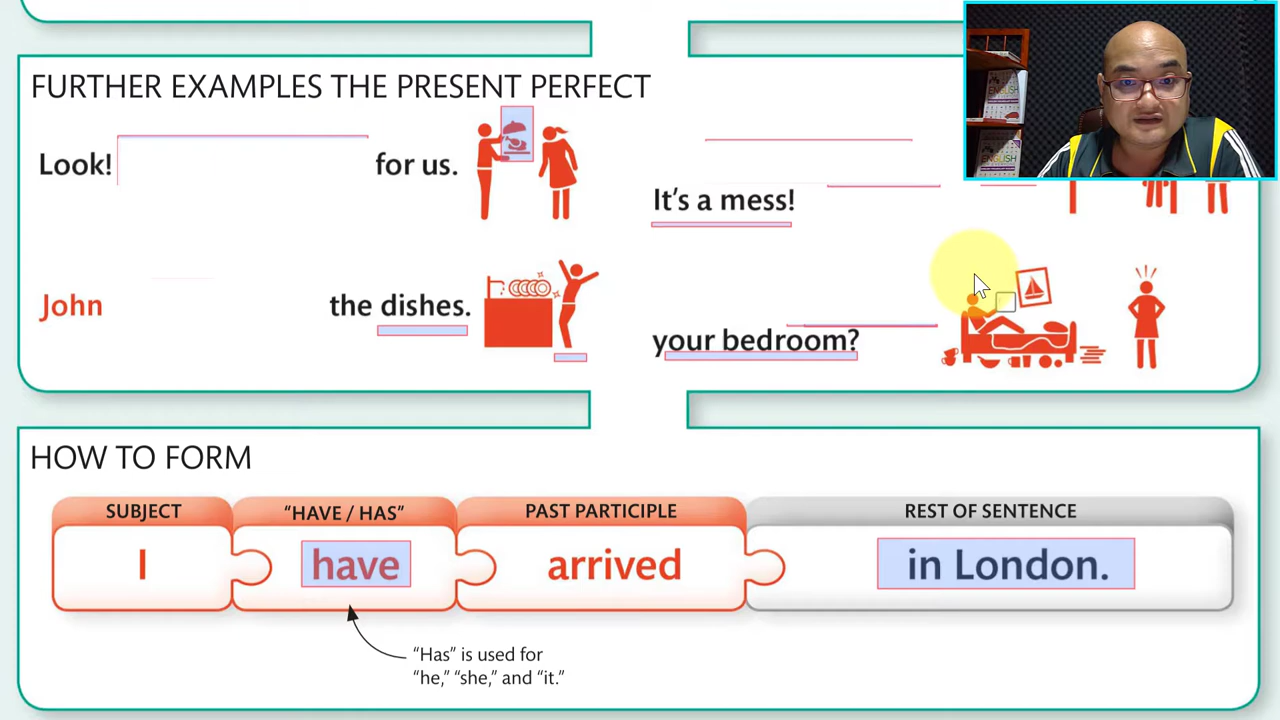 FURTHER EXAMPLES THE PRESENT PERFECT
Look! for us.
It's a mess!
John the dishes.
your bedroom?
HOW TO FORM
SUBJECT
"HAVE / HAS"
PAST PARTICIPLE
REST OF SENTENCE
I
have
arrived
in London.
"Has" is used for
"he," "she," and "it."
ENGLISH
ENGLISH